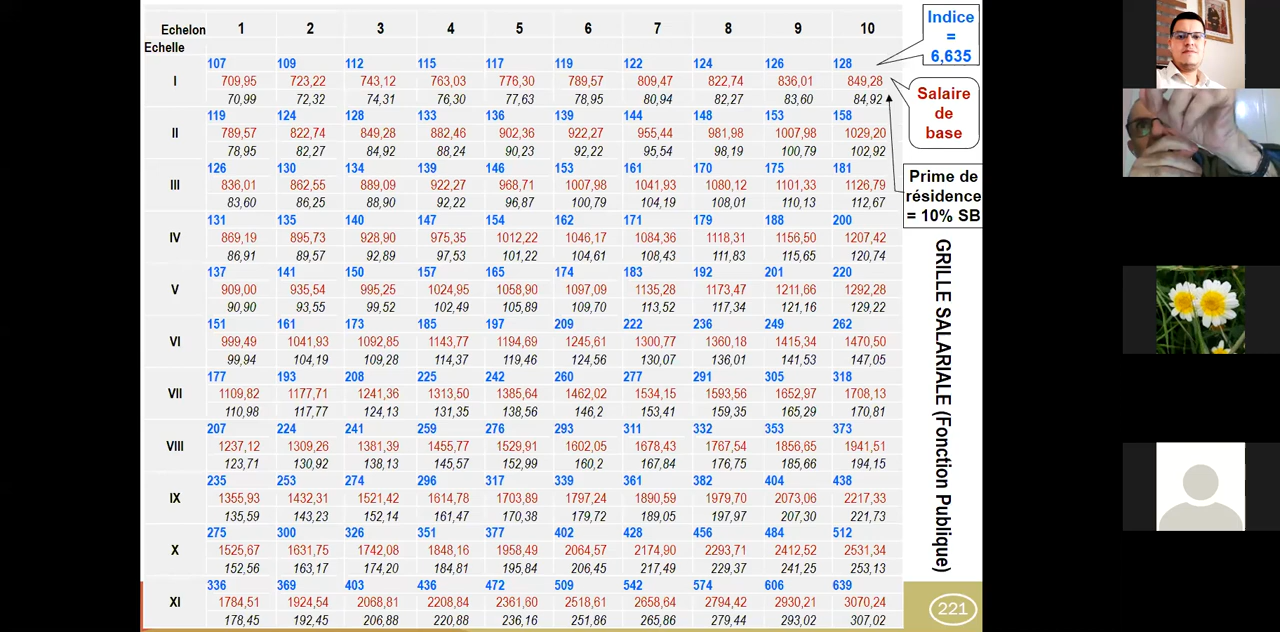 Echelon 1 2 3 4 5 6 7 8 9 10
Echelle
107 109 112 115 117 119 122 124 126 128
I 709,95 723,22 743,12 763,03 776,30 789,57 809,47 822,74 836,01 849,28
70,99 72,32 74,31 76,30 77,63 78,95 80,94 82,27 83,60 84,92
119 124 128 133 136 139 144 148 153 158
II 789,57 822,74 849,28 882,46 902,36 922,27 955,44 981,98 1007,98 1029,20
78,95 82,27 84,92 88,24 90,23 92,22 95,54 98,19 100,79 102,92
126 130 134 139 146 153 161 170 175 181
III 836,01 862,55 889,09 922,27 968,71 1007,98 1041,93 1080,12 1101,33 1126,79
83,60 86,25 88,90 92,22 96,87 100,79 104,19 108,01 110,13 112,67
131 135 140 147 154 162 171 179 188 200
IV 869,19 895,73 928,90 975,35 1012,22 1046,17 1084,36 1118,31 1156,50 1207,42
86,91 89,57 92,89 97,53 101,22 104,61 108,43 111,83 115,65 120,74
137 141 150 157 165 174 183 192 201 220
V 909,00 935,54 995,25 1024,95 1058,90 1097,09 1135,28 1173,47 1211,66 1292,28
90,90 93,55 99,52 102,49 105,89 109,70 113,52 117,34 121,16 129,22
151 161 173 185 197 209 222 236 249 262
VI 999,49 1041,93 1092,85 1143,77 1194,69 1245,61 1300,77 1360,18 1415,34 1470,50
99,94 104,19 109,28 114,37 119,46 124,56 130,07 136,01 141,53 147,05
177 193 208 225 242 260 277 291 305 318
VII 1109,82 1177,71 1241,36 1313,50 1385,64 1462,02 1534,15 1593,56 1652,97 1708,13
110,98 117,77 124,13 131,35 138,56 146,2 153,41 159,35 165,29 170,81
207 224 241 259 276 293 311 332 353 373
VIII 1237,12 1309,26 1381,39 1455,77 1529,91 1602,05 1678,43 1767,54 1856,65 1941,51
123,71 130,92 138,13 145,57 152,99 160,2 167,84 176,75 185,66 194,15
235 253 274 296 317 339 361 382 404 438
IX 1355,93 1432,31 1521,42 1614,78 1703,89 1797,24 1890,59 1979,70 2073,06 2217,33
135,59 143,23 152,14 161,47 170,38 179,72 189,05 197,97 207,30 221,73
275 300 326 351 377 402 428 456 484 512
X 1525,67 1631,75 1742,08 1848,16 1958,49 2064,57 2174,90 2293,71 2412,52 2531,34
152,56 163,17 174,20 184,81 195,84 206,45 217,49 229,37 241,25 253,13
336 369 403 436 472 509 542 574 606 639
XI 1784,51 1924,54 2068,81 2208,84 2361,60 2518,61 2658,64 2794,42 2930,21 3070,24
178,45 192,45 206,88 220,88 236,16 251,86 265,86 279,44 293,02 307,02
Indice
=
6,635
Salaire
de
base
Prime de
résidence
= 10% SB
GRILLE SALARIALE (Fonction Publique)
221